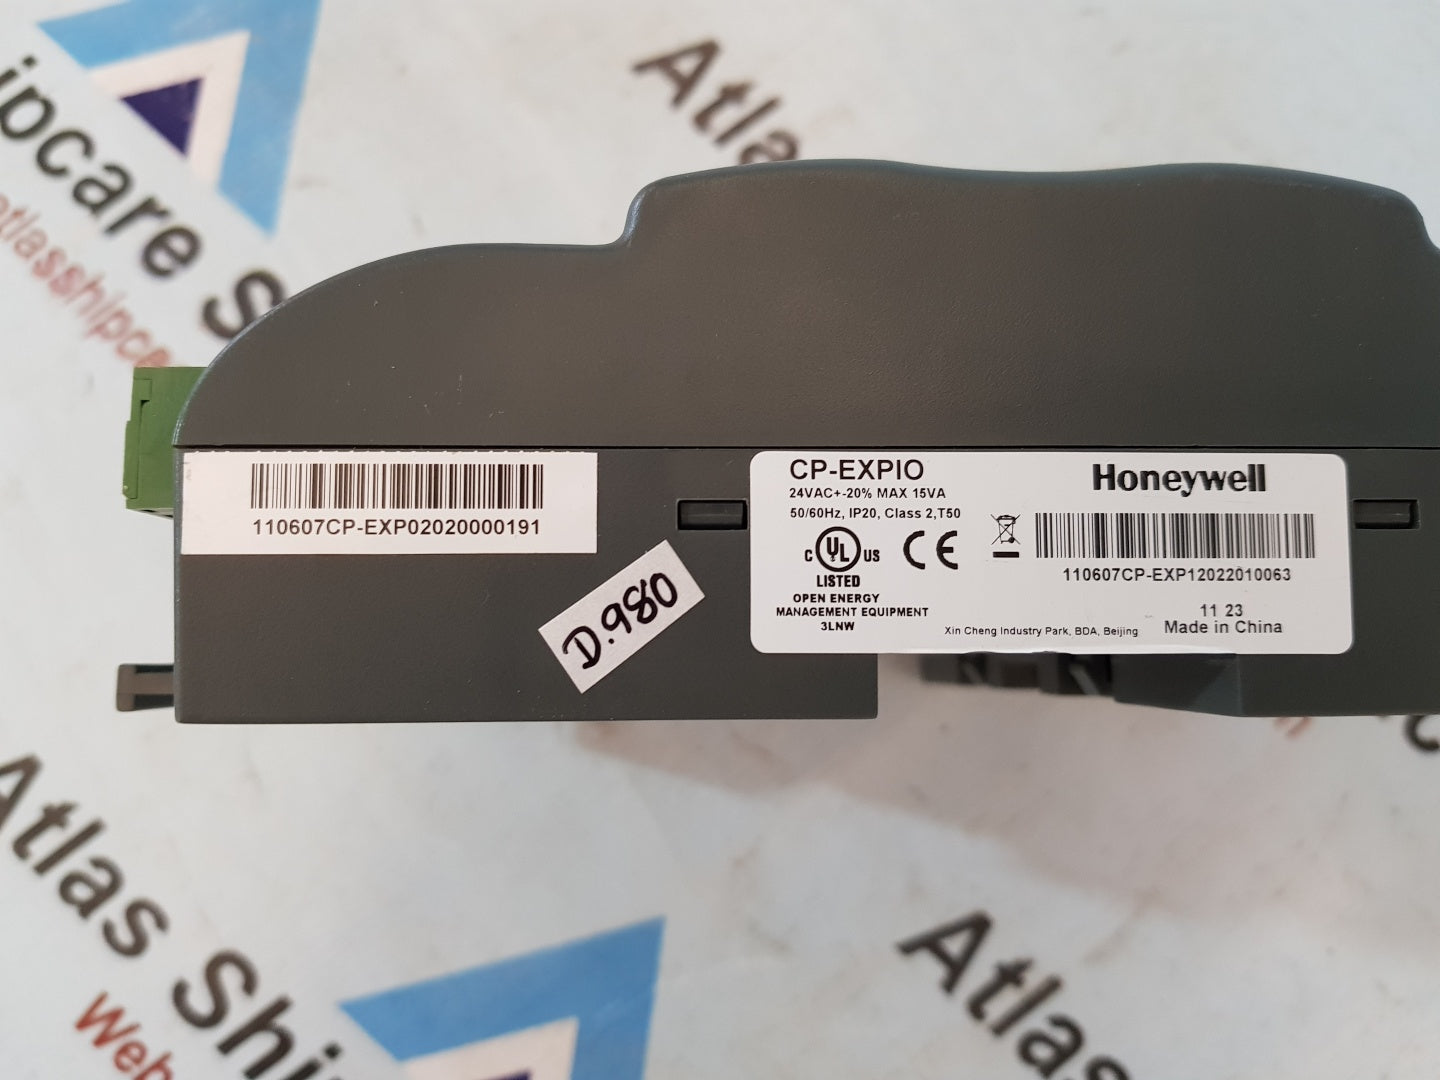 ipcare S
atlasshipca
Atlas
110607CP-EXP02020000191
D.980
CP-EXPIO
24VAC+-20% MAX 15VA
50/60Hz, IP20, Class 2,T50
C UL US
LISTED
CE
OPEN ENERGY
MANAGEMENT EQUIPMENT
3LNW
Honeywell
110607CP-EXP12022010063
11 23
Xin Cheng Industry Park, BDA, Beijing
Made in China
Atlas Shi
Web
Atlas